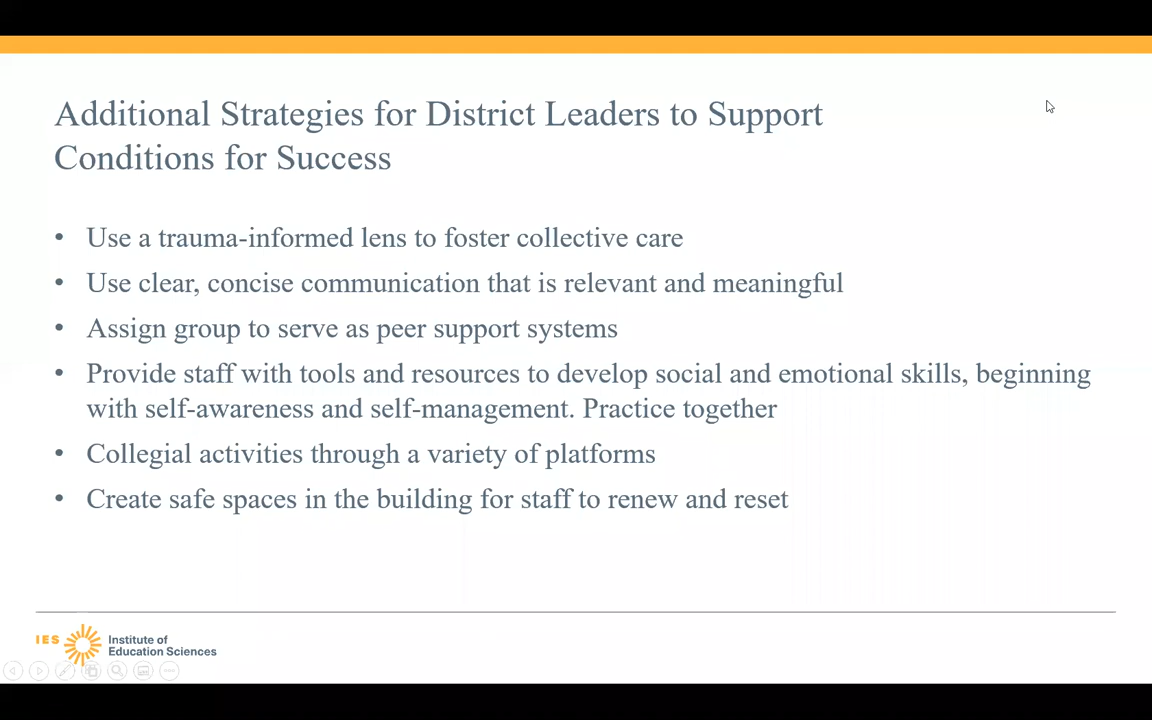 Additional Strategies for District Leaders to Support
Conditions for Success
• Use a trauma-informed lens to foster collective care
• Use clear, concise communication that is relevant and meaningful
• Assign group to serve as peer support systems
• Provide staff with tools and resources to develop social and emotional skills, beginning
with self-awareness and self-management. Practice together
• Collegial activities through a variety of platforms
• Create safe spaces in the building for staff to renew and reset
IES Institute of
Education Sciences